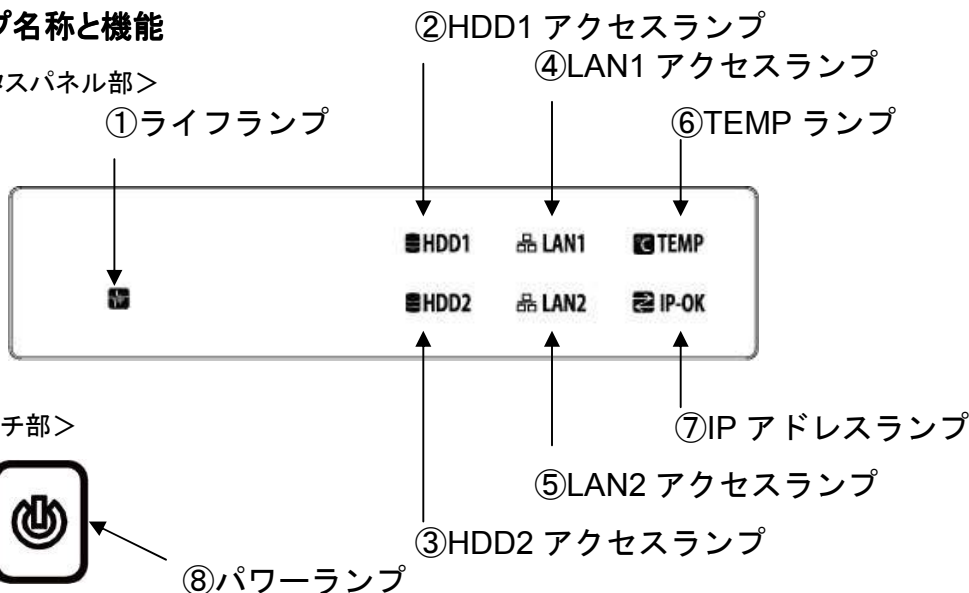 プ名称と機能
タスパネル部＞
②HDD1 アクセスランプ
④LAN1 アクセスランプ
①ライフランプ
⑥TEMP ランプ
HDD1 LAN1 TEMP
HDD2 LAN2 IP-OK
チ部＞
⑦IP アドレスランプ
⑤LAN2 アクセスランプ
③HDD2 アクセスランプ
⑧パワーランプ